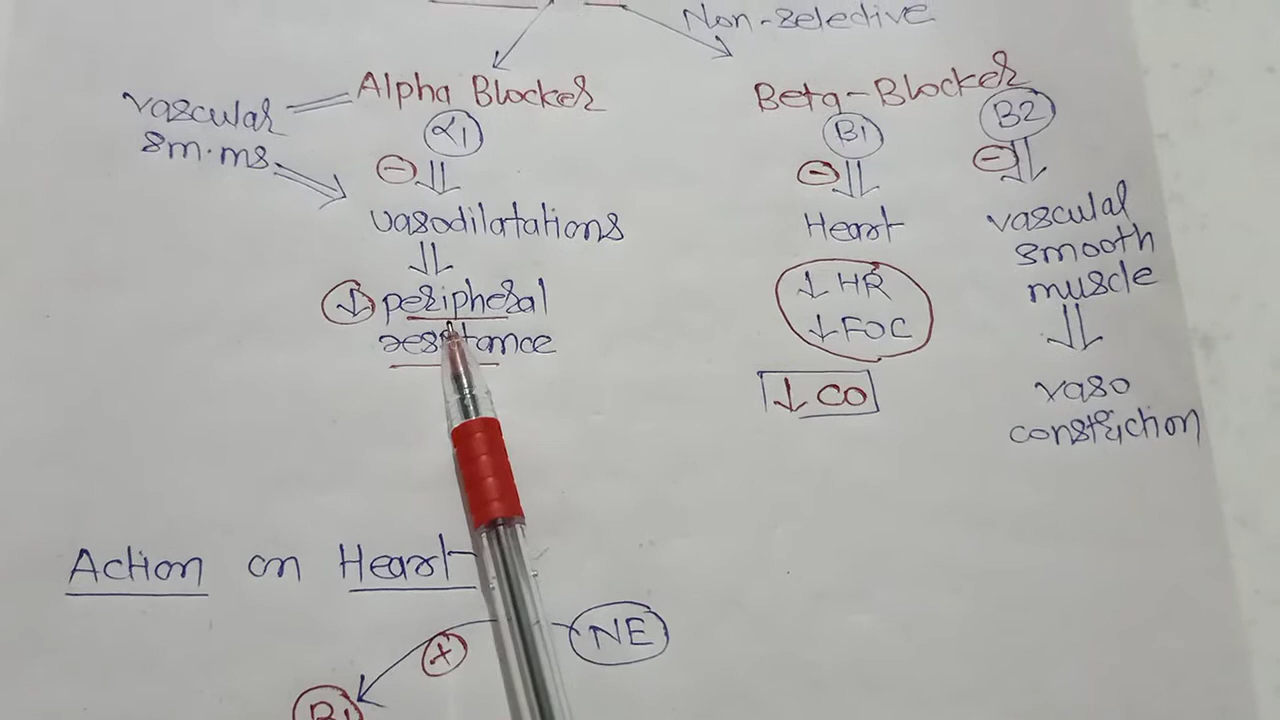 Non-selective
Alpha Blocker
vascular
sm.ms
α1
-
vasodilatations
↓ peripheral
resistance
Beta-Blocker
B1
-
Heart
↓ HR
↓ FOC
↓ CO
B2
-
vascular
smooth
muscle
vaso
constriction
Action on Heart
NE
+
B1